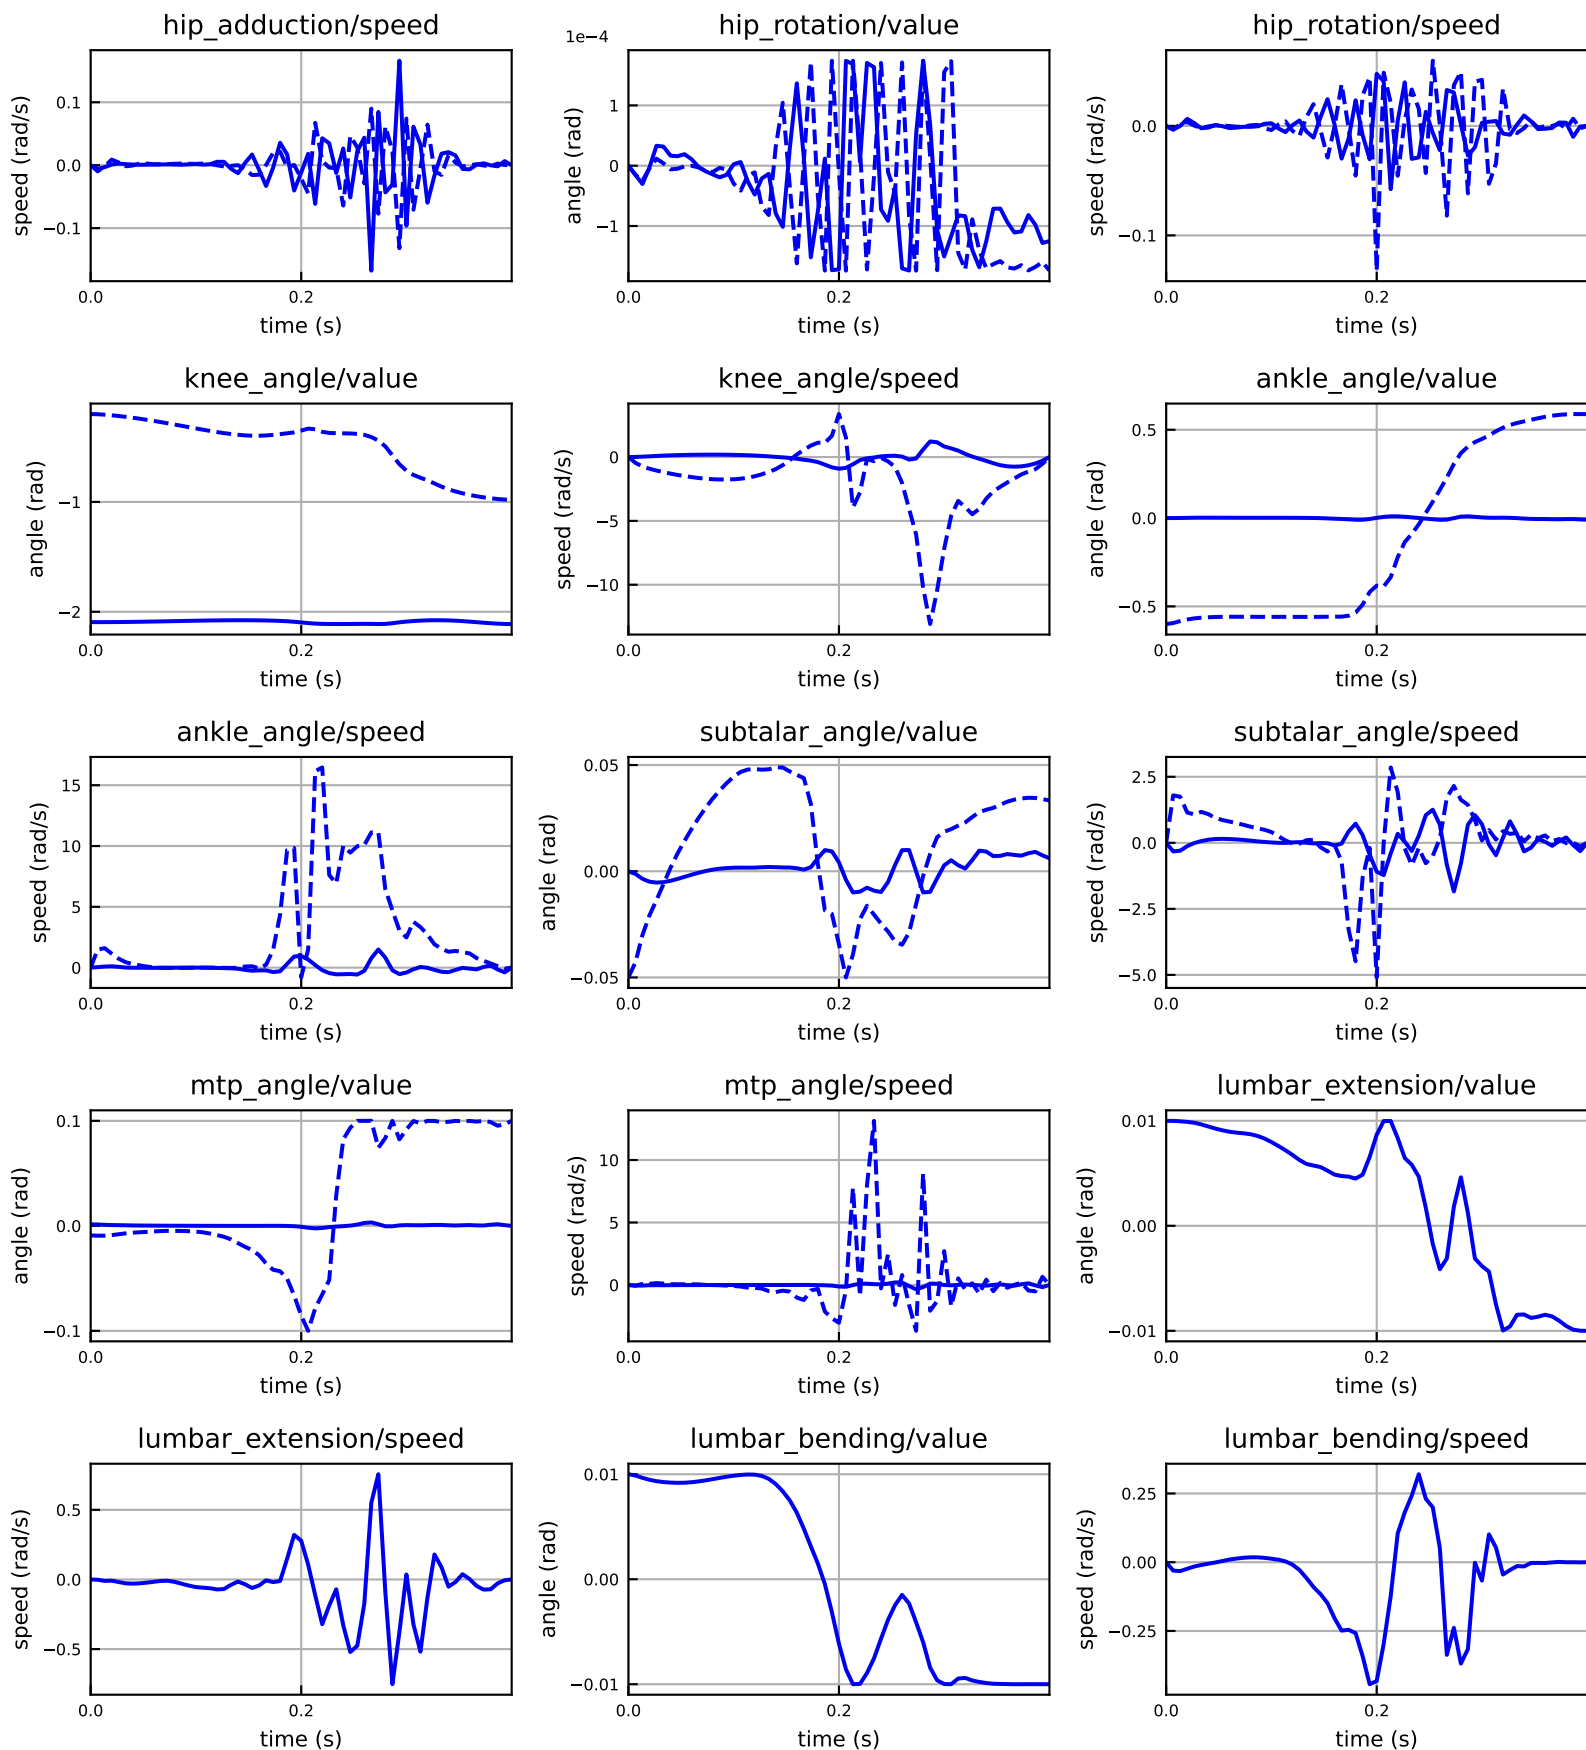 hip_adduction/speed
speed (rad/s)
0.1
0.0
−0.1
0.0
0.2
time (s)
hip_rotation/value
1e−4
angle (rad)
1
0
−1
0.0
0.2
time (s)
hip_rotation/speed
speed (rad/s)
0.0
−0.1
0.0
0.2
time (s)
knee_angle/value
angle (rad)
−1
−2
0.0
0.2
time (s)
knee_angle/speed
speed (rad/s)
0
−5
−10
0.0
0.2
time (s)
ankle_angle/value
angle (rad)
0.5
0.0
−0.5
0.0
0.2
time (s)
ankle_angle/speed
speed (rad/s)
15
10
5
0
0.0
0.2
time (s)
subtalar_angle/value
angle (rad)
0.05
0.00
−0.05
0.0
0.2
time (s)
subtalar_angle/speed
speed (rad/s)
2.5
0.0
−2.5
−5.0
0.0
0.2
time (s)
mtp_angle/value
angle (rad)
0.1
0.0
−0.1
0.0
0.2
time (s)
mtp_angle/speed
speed (rad/s)
10
5
0
0.0
0.2
time (s)
lumbar_extension/value
angle (rad)
0.01
0.00
−0.01
0.0
0.2
time (s)
lumbar_extension/speed
speed (rad/s)
0.5
0.0
−0.5
0.0
0.2
time (s)
lumbar_bending/value
angle (rad)
0.01
0.00
−0.01
0.0
0.2
time (s)
lumbar_bending/speed
speed (rad/s)
0.25
0.00
−0.25
0.0
0.2
time (s)